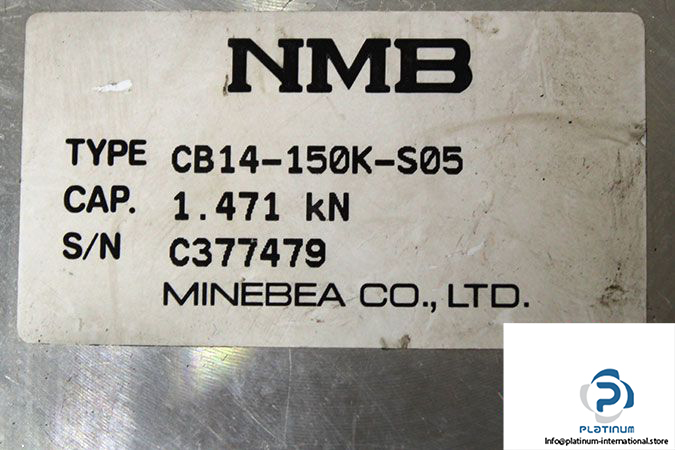 NMB
TYPE CB14-150K-S05
CAP. 1.471 kN
S/N C377479
MINEBEA CO., LTD.
PLATINUM
Info@platinum-international.store